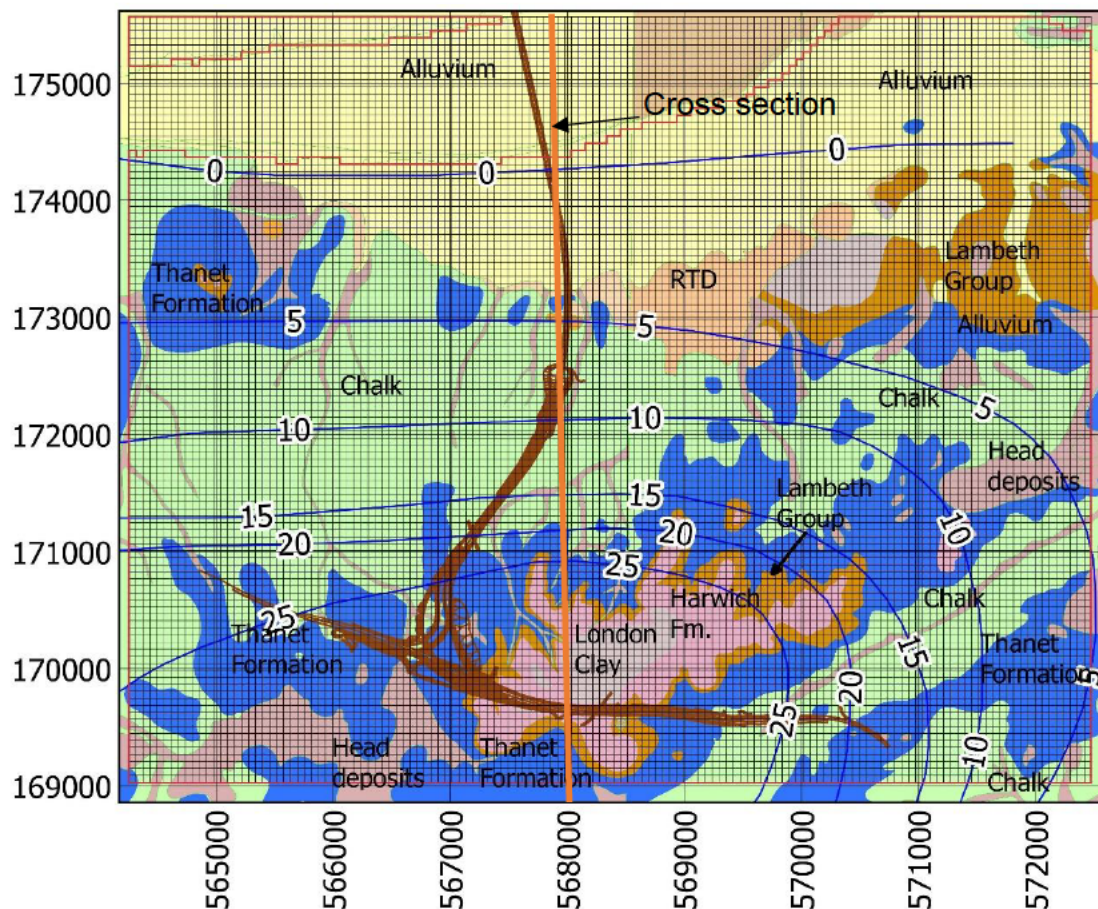 175000
174000
173000
172000
171000
170000
169000
Alluvium
Alluvium
Cross section
0
0
0
Thanet
Formation
RTD
Lambeth
Group
Alluvium
5
5
5
Chalk
Chalk
10
10
Head
deposits
Lambeth
Group
15
15
10
20
20
25
25
Harwich
Fm.
Chalk
Thanet
Formation
London
Clay
15
Thanet
Formation
5
20
25
10
Head
deposits
Thanet
Formation
Chalk
565000
566000
567000
568000
569000
570000
571000
572000